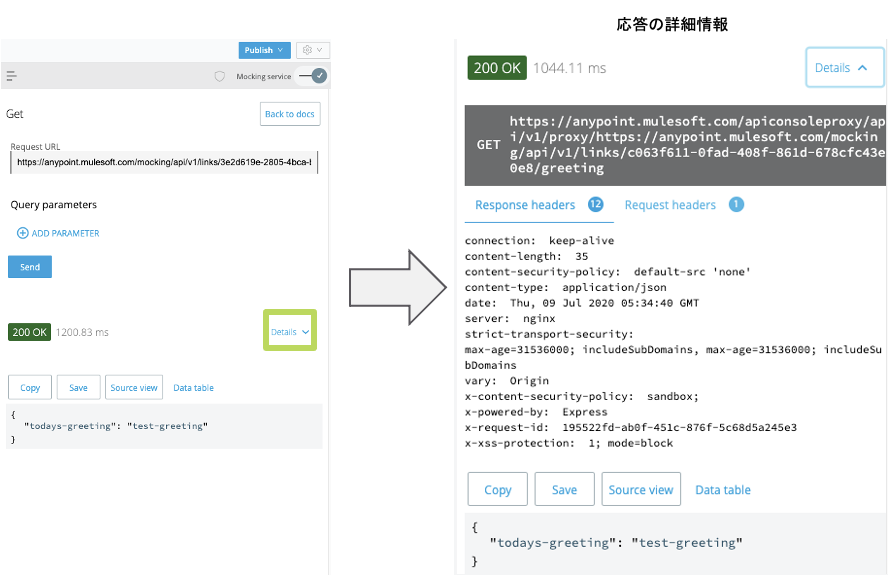 応答の詳細情報
Publish
Mocking service
Get
Back to docs
Request URL
https://anypoint.mulesoft.com/mocking/api/v1/links/3e2d619e-2805-4bca-b
Query parameters
ADD PARAMETER
Send
200 OK 1200.83 ms
Details
Copy Save Source view Data table
{
"todays-greeting": "test-greeting"
}
200 OK 1044.11 ms
Details
GET
https://anypoint.mulesoft.com/apiconsoleproxy/ap
i/v1/proxy/https://anypoint.mulesoft.com/mockin
g/api/v1/links/c063f611-0fad-408f-861d-678cfc43e
0e8/greeting
Response headers 12 Request headers 1
connection: keep-alive
content-length: 35
content-security-policy: default-src 'none'
content-type: application/json
date: Thu, 09 Jul 2020 05:34:40 GMT
server: nginx
strict-transport-security:
max-age=31536000; includeSubDomains, max-age=31536000; includeSu
bDomains
vary: Origin
x-content-security-policy: sandbox;
x-powered-by: Express
x-request-id: 195522fd-ab0f-451c-876f-5c68d5a245e3
x-xss-protection: 1; mode=block
Copy Save Source view Data table
{
"todays-greeting": "test-greeting"
}